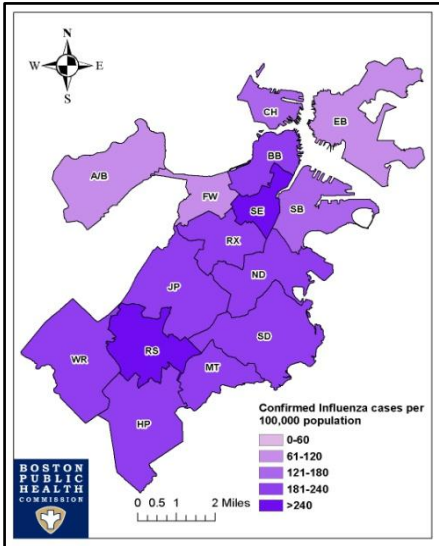 N
W E
S
CH
EB
BB
A/B
FW
SE
SB
RX
ND
JP
SD
WR
RS
MT
HP
Confirmed Influenza cases per
100,000 population
0-60
61-120
121-180
181-240
>240
BOSTON
PUBLIC
HEALTH
COMMISSION
0 0.5 1 2 Miles